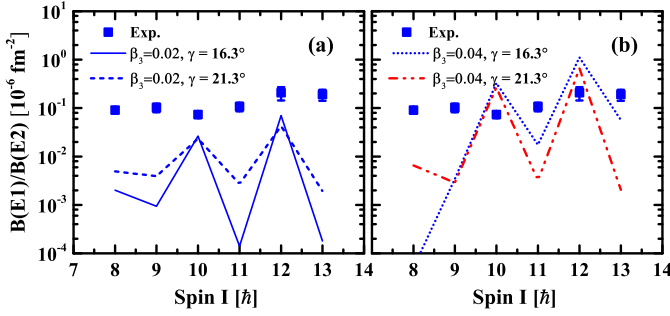 B(E1)/B(E2) [10⁻⁶ fm⁻²]
10¹
10⁰
10⁻¹
10⁻²
10⁻³
10⁻⁴
Exp.
β₃=0.02, γ = 16.3°
β₃=0.02, γ = 21.3°
(a)
Exp.
β₃=0.04, γ = 16.3°
β₃=0.04, γ = 21.3°
(b)
7 8 9 10 11 12 13 14
8 9 10 11 12 13 14
Spin I [ħ]
Spin I [ħ]